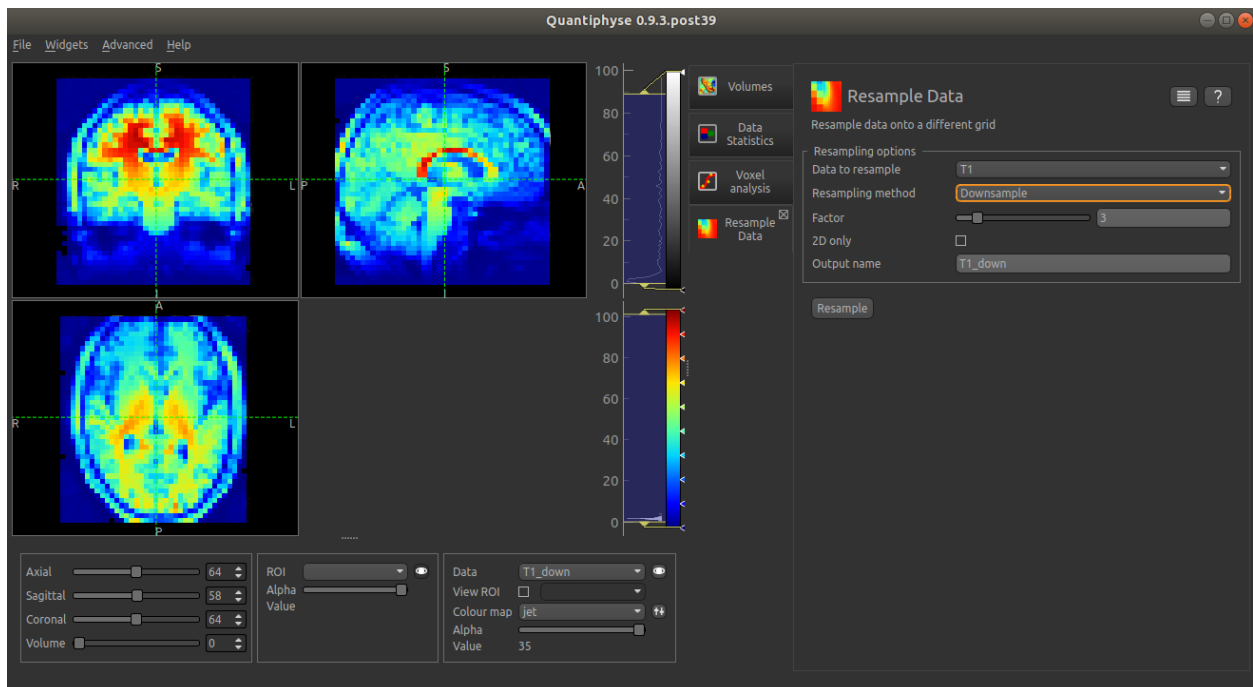 Quantiphyse 0.9.3.post39
File Widgets Advanced Help
S
R
L
I
S
P
A
I
A
R
L
P
100
80
60
40
20
0
100
80
60
40
20
0
Volumes
Data
Statistics
Voxel
analysis
Resample
Data
Resample Data
?
Resample data onto a different grid
Resampling options
Data to resample T1
Resampling method Downsample
Factor 3
2D only
Output name T1_down
Resample
Axial 64
Sagittal 58
Coronal 64
Volume 0
ROI
Alpha
Value
Data T1_down
View ROI
Colour map jet
Alpha
Value 35